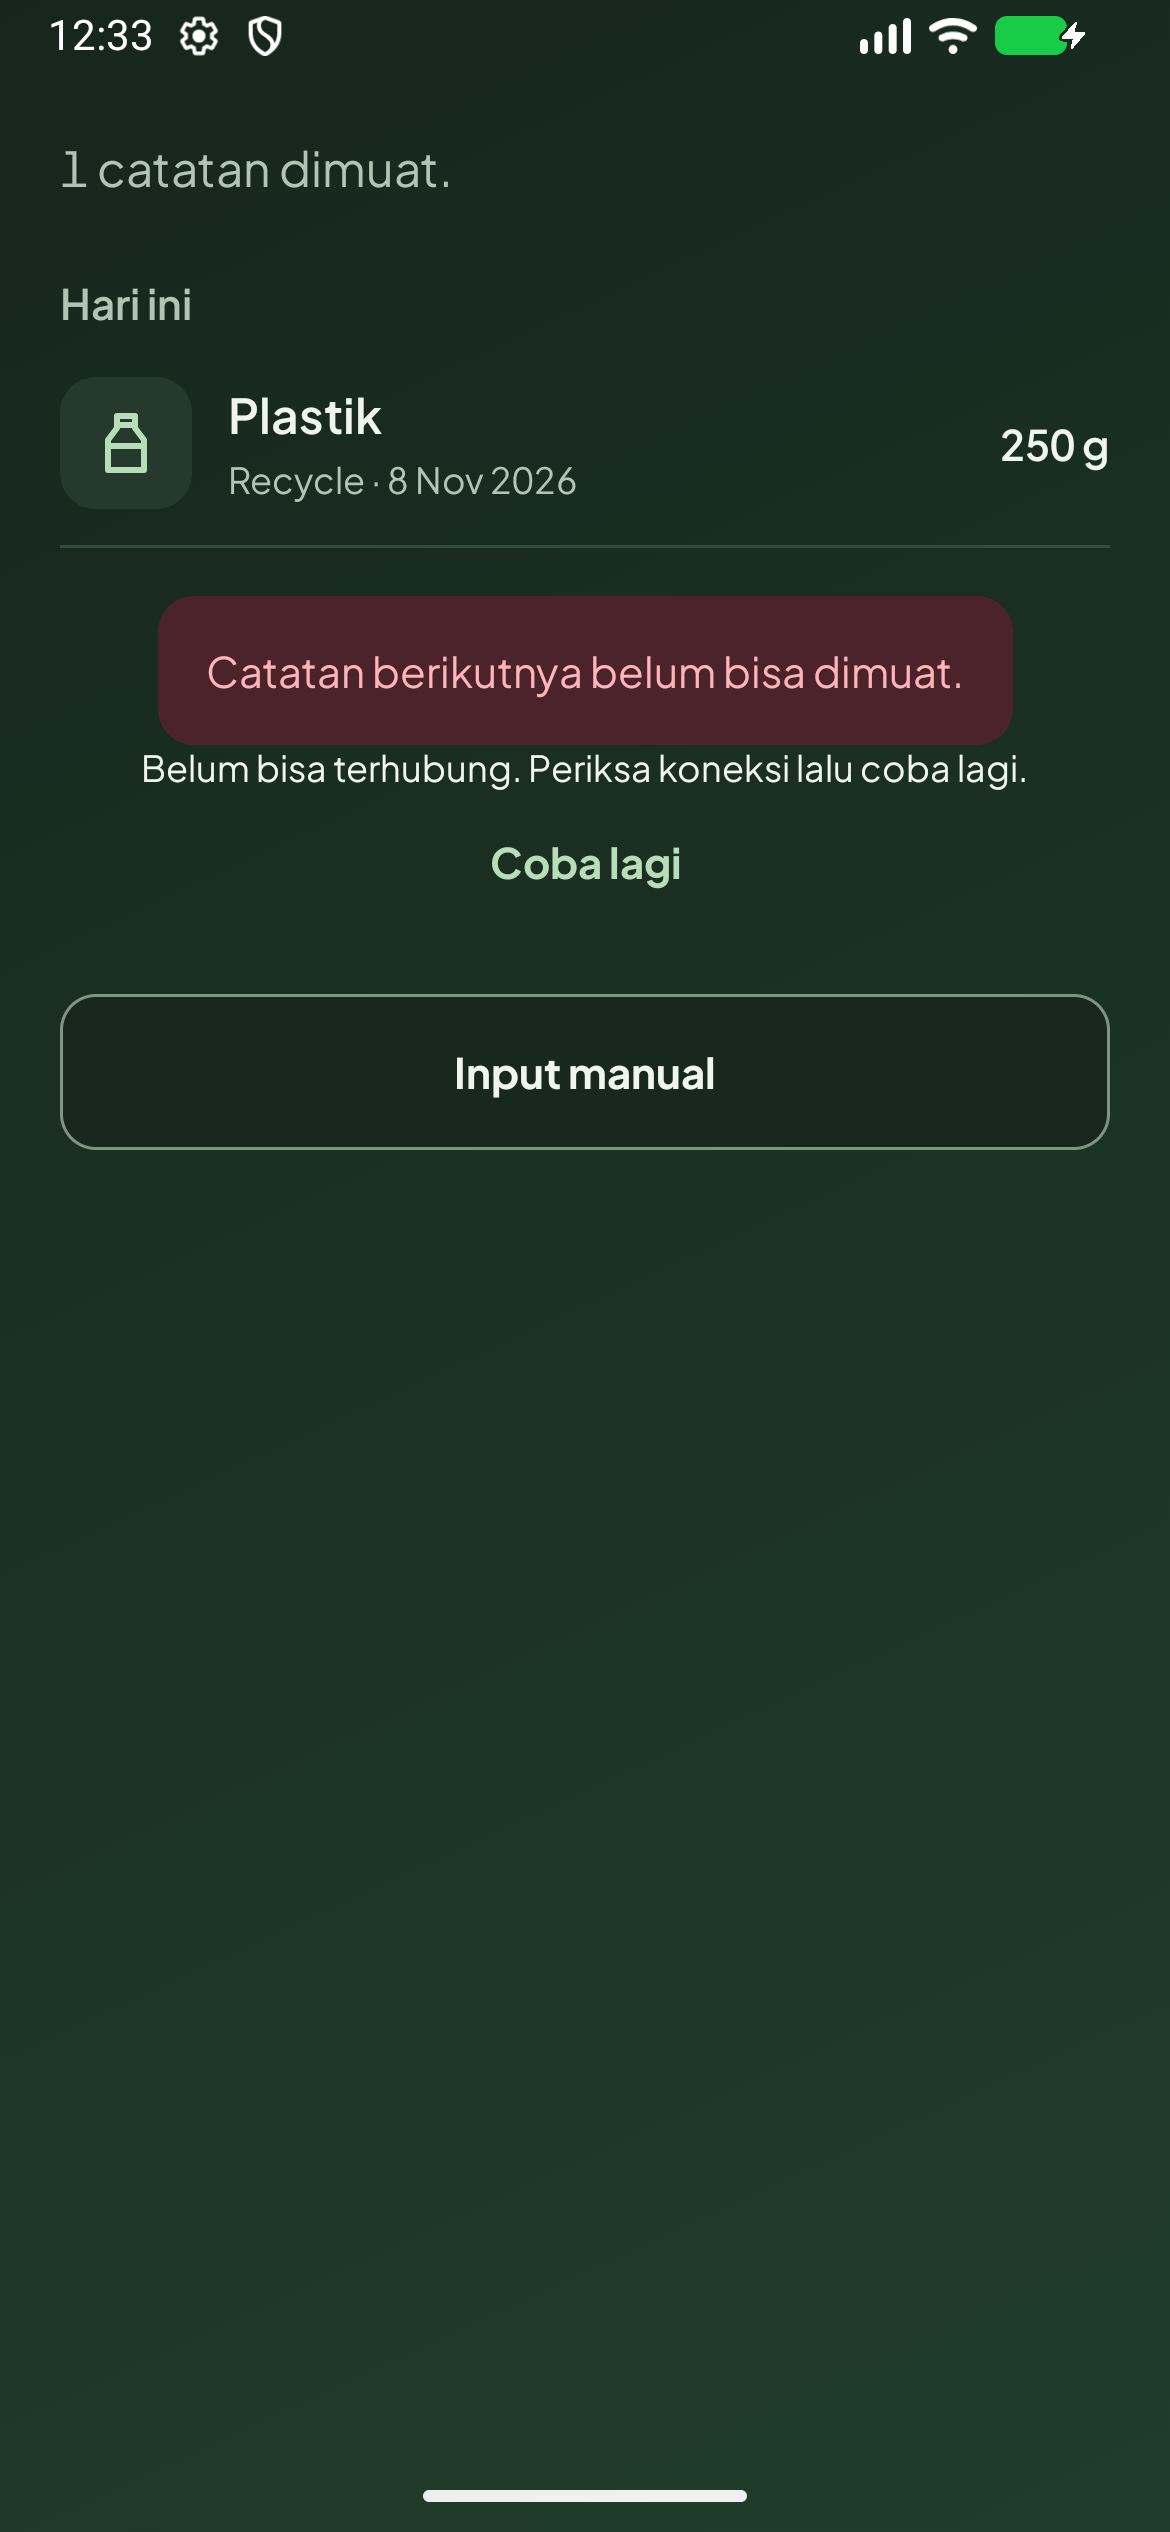 12:33
1 catatan dimuat.
Hari ini
Plastik
Recycle · 8 Nov 2026
250 g
Catatan berikutnya belum bisa dimuat.
Belum bisa terhubung. Periksa koneksi lalu coba lagi.
Coba lagi
Input manual